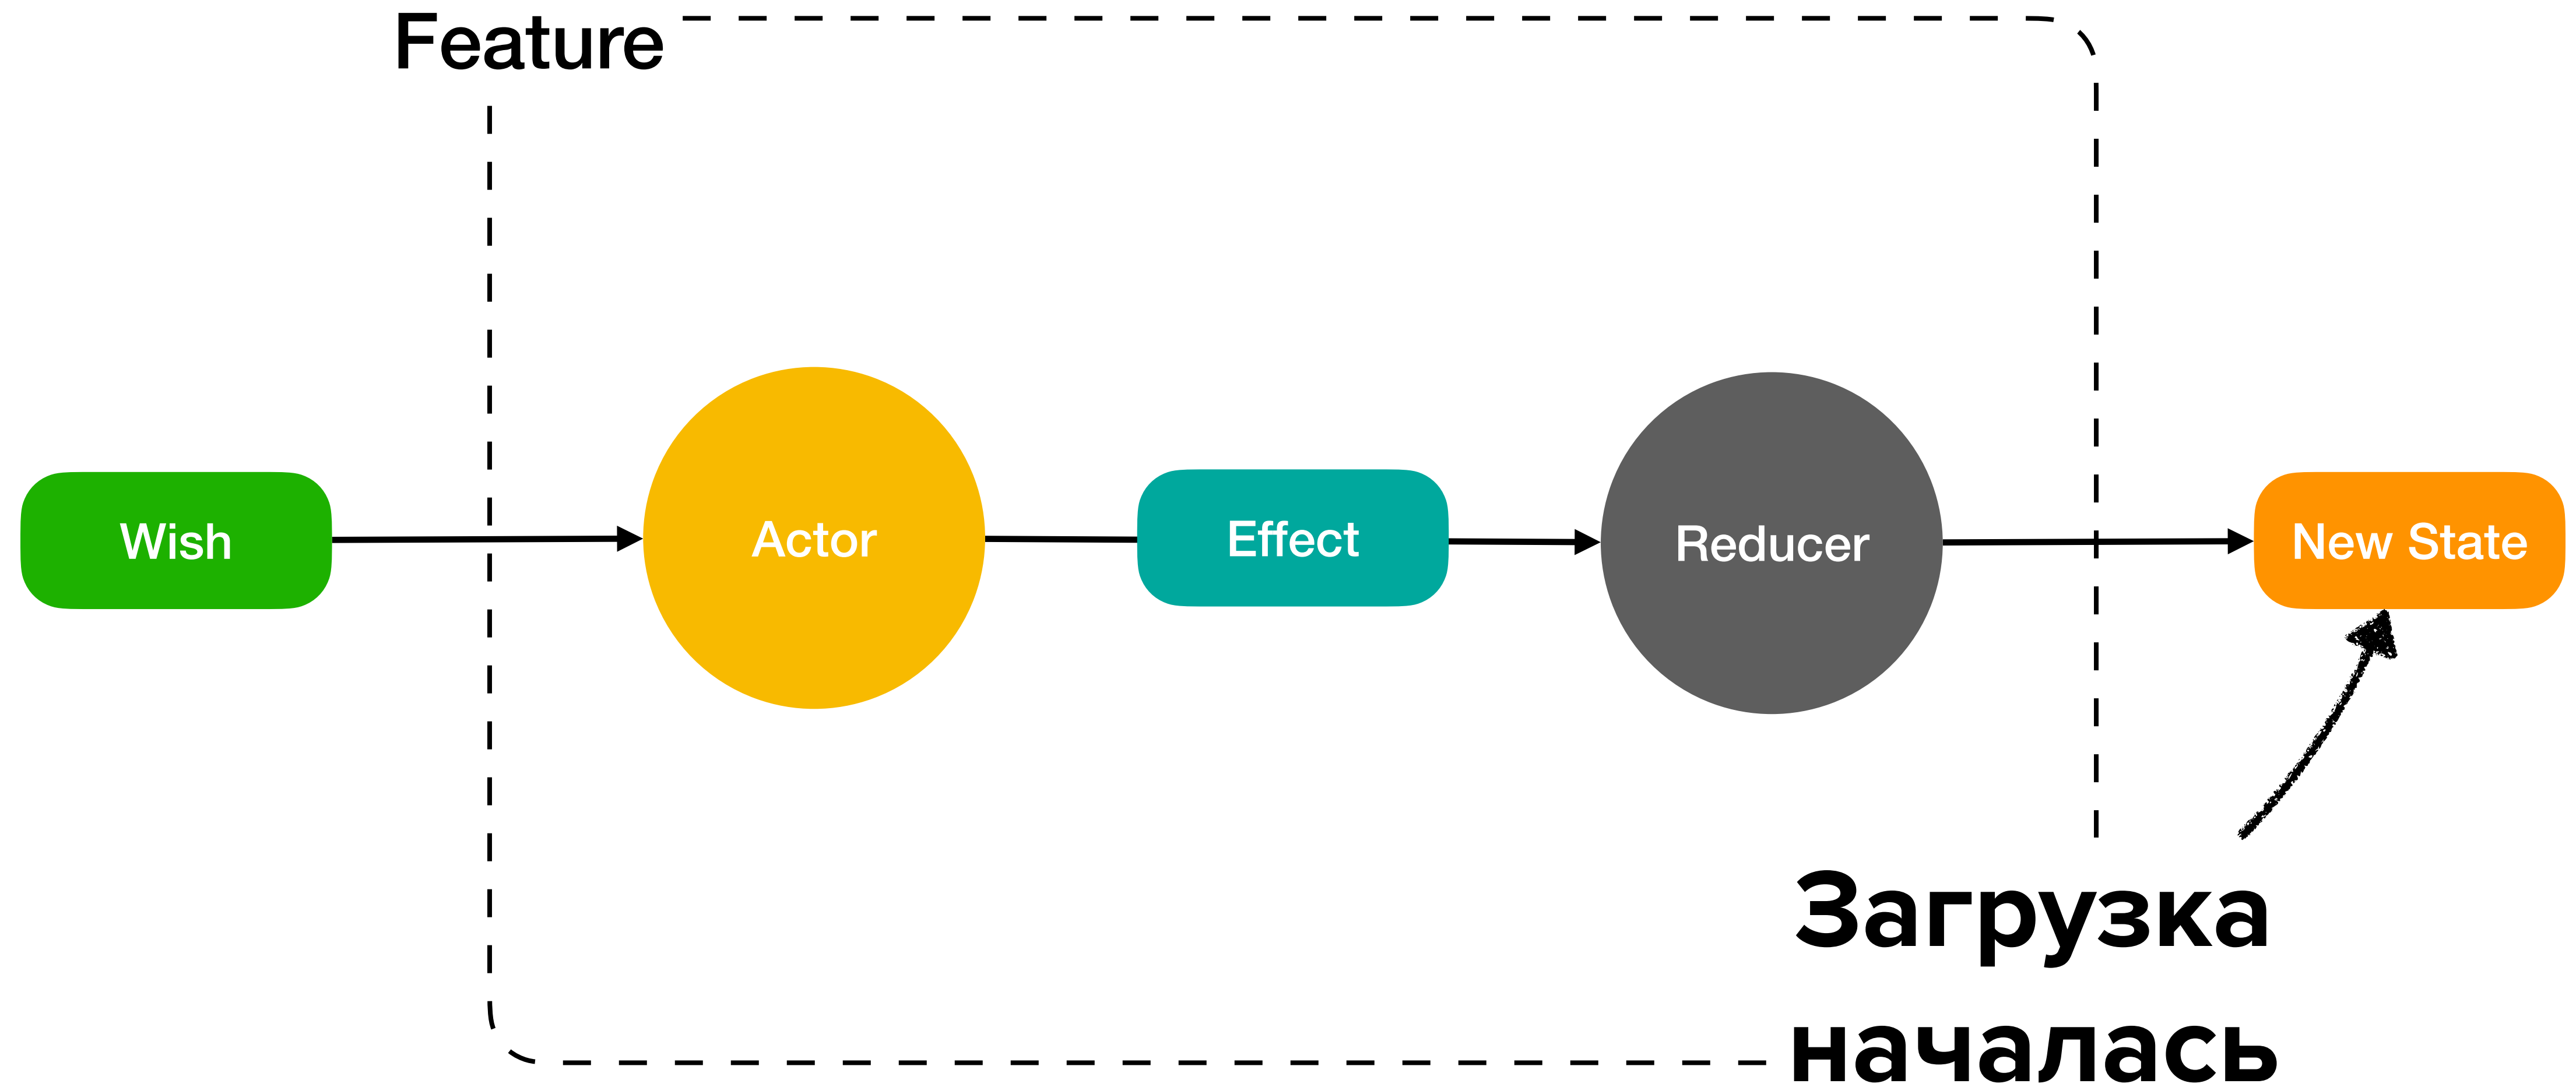 Feature
Wish
Actor
Effect
Reducer
New State
Загрузка
началась